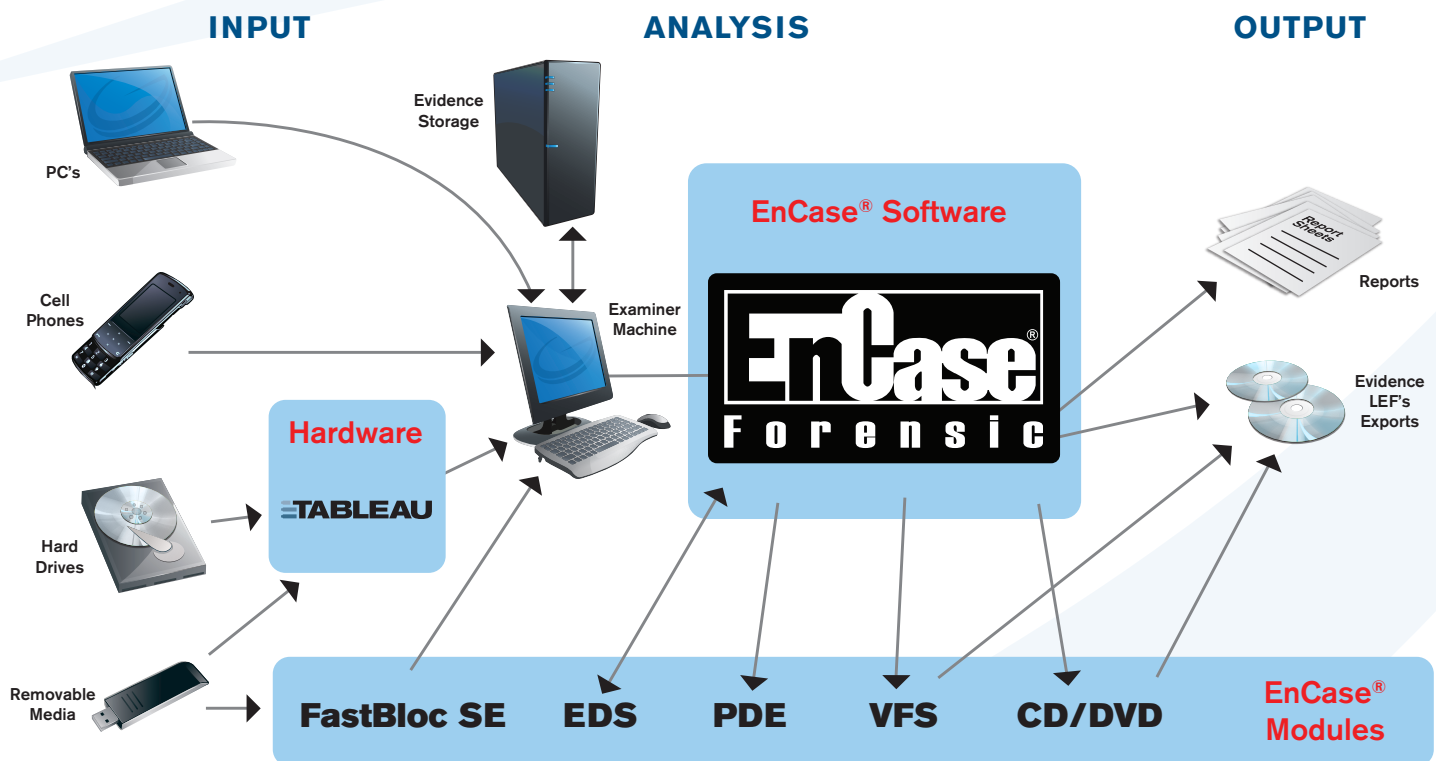 INPUT
ANALYSIS
OUTPUT
PC's
Evidence
Storage
EnCase® Software
EnCase®
Forensic
Report
Sheets
Reports
Cell
Phones
Examiner
Machine
Evidence
LEF's
Exports
Hardware
TABLEAU
Hard
Drives
Removable
Media
FastBloc SE
EDS
PDE
VFS
CD/DVD
EnCase®
Modules